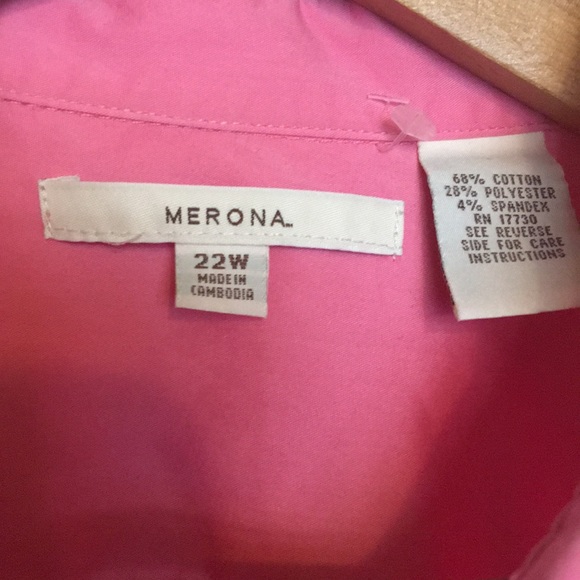 MERONA
22W
MADE IN
CAMBODIA
68% COTTON
28% POLYESTER
4% SPANDEX
RN 17730
SEE REVERSE
SIDE FOR CARE
INSTRUCTIONS